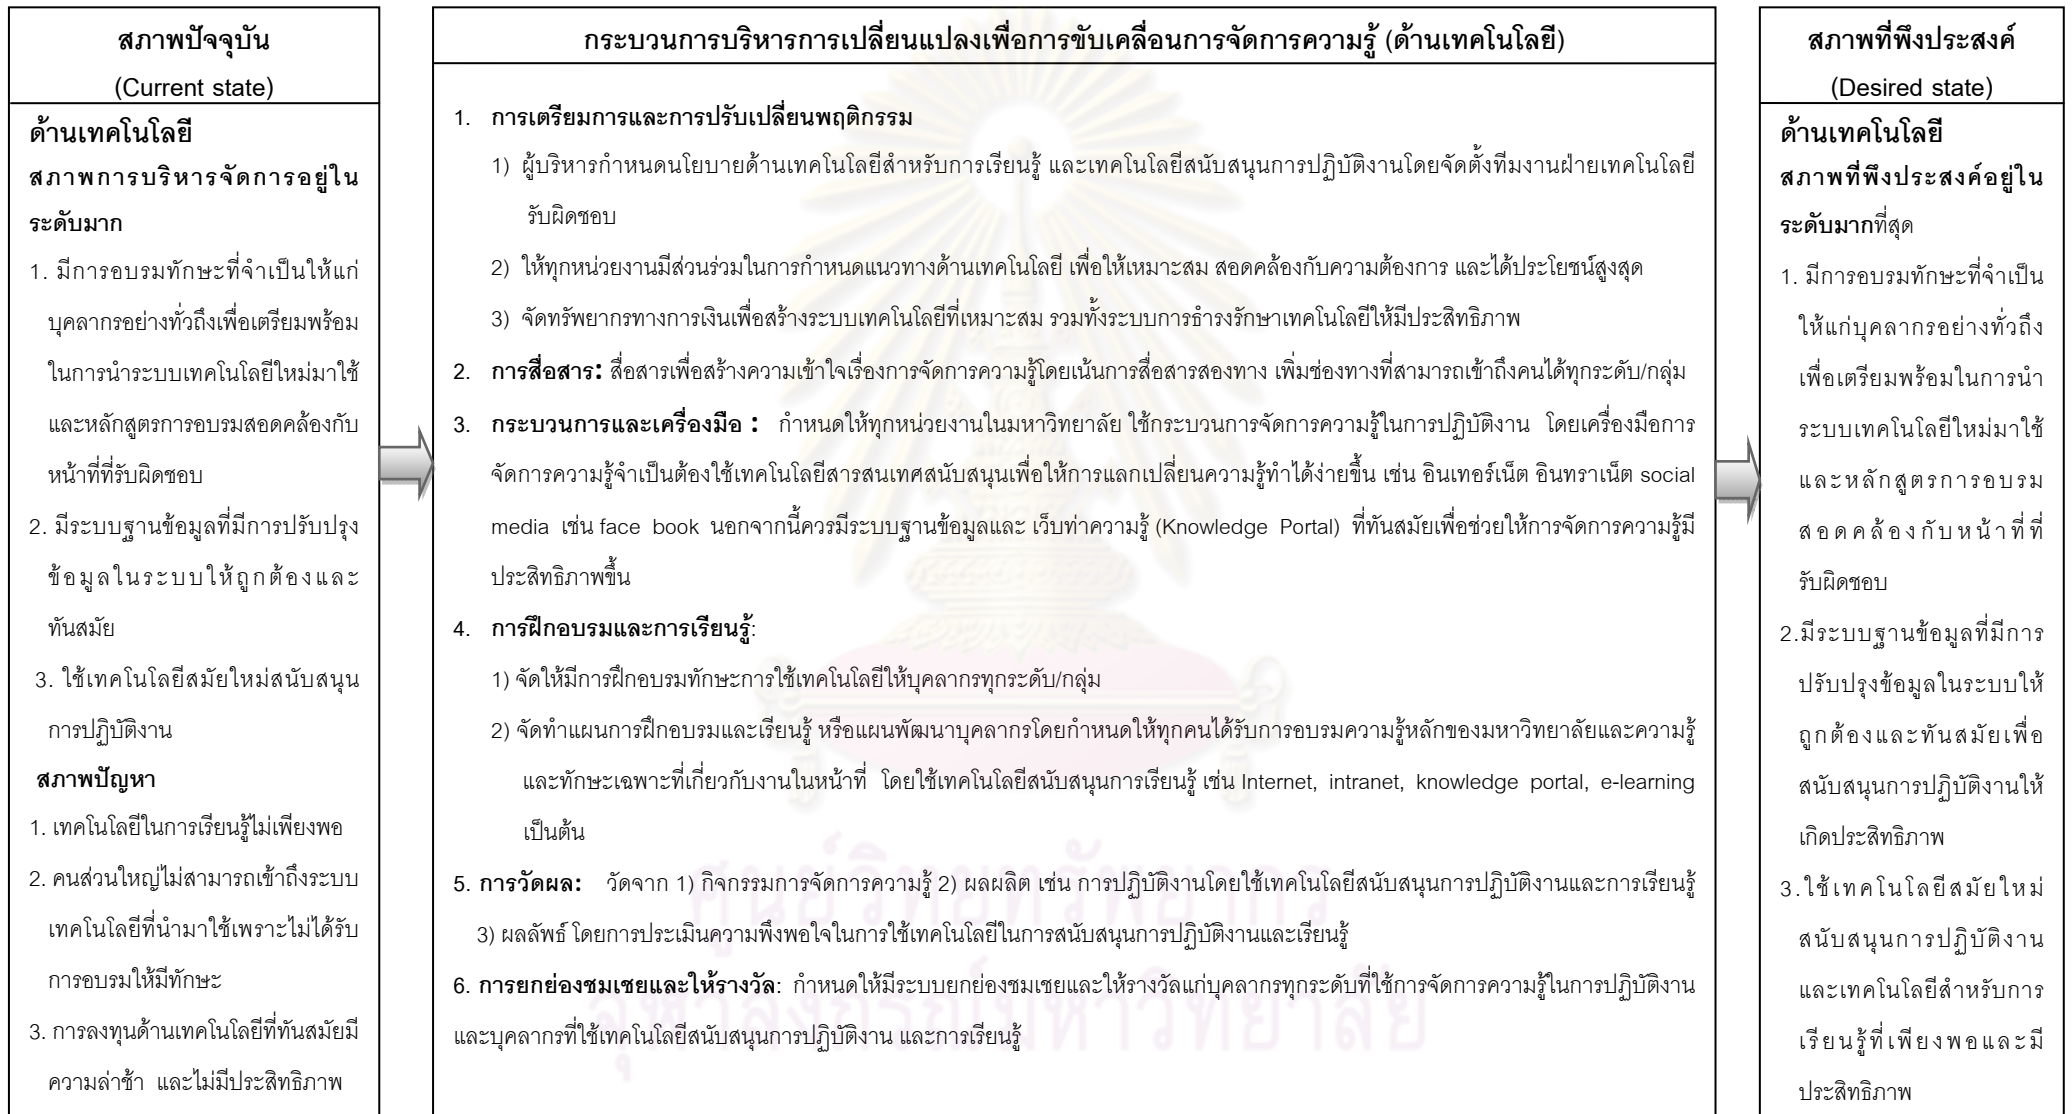 สภาพปัจจุบัน
(Current state)
ด้านเทคโนโลยี
สภาพการบริหารจัดการอยู่ใน
ระดับมาก
1. มีการอบรมทักษะที่จำเป็นให้แก่
บุคลากรอย่างทั่วถึงเพื่อเตรียมพร้อม
ในการนำระบบเทคโนโลยีใหม่มาใช้
และหลักสูตรการอบรมสอดคล้องกับ
หน้าที่ที่รับผิดชอบ
2. มีระบบฐานข้อมูลที่มีการปรับปรุง
ข้อมูลในระบบให้ถูกต้องและ
ทันสมัย
3. ใช้เทคโนโลยีสมัยใหม่สนับสนุน
การปฏิบัติงาน
สภาพปัญหา
1. เทคโนโลยีในการเรียนรู้ไม่เพียงพอ
2. คนส่วนใหญ่ไม่สามารถเข้าถึงระบบ
เทคโนโลยีที่นำมาใช้เพราะไม่ได้รับ
การอบรมให้มีทักษะ
3. การลงทุนด้านเทคโนโลยีที่ทันสมัยมี
ความล่าช้า และไม่มีประสิทธิภาพ
กระบวนการบริหารการเปลี่ยนแปลงเพื่อการขับเคลื่อนการจัดการความรู้ (ด้านเทคโนโลยี)
1. การเตรียมการและการปรับเปลี่ยนพฤติกรรม
1) ผู้บริหารกำหนดนโยบายด้านเทคโนโลยีสำหรับการเรียนรู้ และเทคโนโลยีสนับสนุนการปฏิบัติงานโดยจัดตั้งทีมงานฝ่ายเทคโนโลยี
รับผิดชอบ
2) ให้ทุกหน่วยงานมีส่วนร่วมในการกำหนดแนวทางด้านเทคโนโลยี เพื่อให้เหมาะสม สอดคล้องกับความต้องการ และได้ประโยชน์สูงสุด
3) จัดทรัพยากรทางการเงินเพื่อสร้างระบบเทคโนโลยีที่เหมาะสม รวมทั้งระบบการธำรงรักษาเทคโนโลยีให้มีประสิทธิภาพ
2. การสื่อสาร: สื่อสารเพื่อสร้างความเข้าใจเรื่องการจัดการความรู้โดยเน้นการสื่อสารสองทาง เพิ่มช่องทางที่สามารถเข้าถึงคนได้ทุกระดับ/กลุ่ม
3. กระบวนการและเครื่องมือ : กำหนดให้ทุกหน่วยงานในมหาวิทยาลัย ใช้กระบวนการจัดการความรู้ในการปฏิบัติงาน โดยเครื่องมือการ
จัดการความรู้จำเป็นต้องใช้เทคโนโลยีสารสนเทศสนับสนุนเพื่อให้การแลกเปลี่ยนความรู้ทำได้ง่ายขึ้น เช่น อินเทอร์เน็ต อินทราเน็ต social
media เช่น face book นอกจากนี้ควรมีระบบฐานข้อมูลและ เว็บท่าความรู้ (Knowledge Portal) ที่ทันสมัยเพื่อช่วยให้การจัดการความรู้มี
ประสิทธิภาพขึ้น
4. การฝึกอบรมและการเรียนรู้:
1) จัดให้มีการฝึกอบรมทักษะการใช้เทคโนโลยีให้บุคลากรทุกระดับ/กลุ่ม
2) จัดทำแผนการฝึกอบรมและเรียนรู้ หรือแผนพัฒนาบุคลากรโดยกำหนดให้ทุกคนได้รับการอบรมความรู้หลักของมหาวิทยาลัยและความรู้
และทักษะเฉพาะที่เกี่ยวกับงานในหน้าที่ โดยใช้เทคโนโลยีสนับสนุนการเรียนรู้ เช่น Internet, intranet, knowledge portal, e-learning
เป็นต้น
5. การวัดผล: วัดจาก 1) กิจกรรมการจัดการความรู้ 2) ผลผลิต เช่น การปฏิบัติงานโดยใช้เทคโนโลยีสนับสนุนการปฏิบัติงานและการเรียนรู้
3) ผลลัพธ์ โดยการประเมินความพึงพอใจในการใช้เทคโนโลยีในการสนับสนุนการปฏิบัติงานและเรียนรู้
6. การยกย่องชมเชยและให้รางวัล: กำหนดให้มีระบบยกย่องชมเชยและให้รางวัลแก่บุคลากรทุกระดับที่ใช้การจัดการความรู้ในการปฏิบัติงาน
และบุคลากรที่ใช้เทคโนโลยีสนับสนุนการปฏิบัติงาน และการเรียนรู้
ศูนย์วิทยทรัพยากร
จุฬาลงกรณ์มหาวิทยาลัย
สภาพที่พึงประสงค์
(Desired state)
ด้านเทคโนโลยี
สภาพที่พึงประสงค์อยู่ใน
ระดับมากที่สุด
1. มีการอบรมทักษะที่จำเป็น
ให้แก่บุคลากรอย่างทั่วถึง
เพื่อเตรียมพร้อมในการนำ
ระบบเทคโนโลยีใหม่มาใช้
และหลักสูตรการอบรม
สอดคล้องกับหน้าที่ที่
รับผิดชอบ
2.มีระบบฐานข้อมูลที่มีการ
ปรับปรุงข้อมูลในระบบให้
ถูกต้องและทันสมัยเพื่อ
สนับสนุนการปฏิบัติงานให้
เกิดประสิทธิภาพ
3.ใช้เทคโนโลยีสมัยใหม่
สนับสนุนการปฏิบัติงาน
และเทคโนโลยีสำหรับการ
เรียนรู้ที่เพียงพอและมี
ประสิทธิภาพ